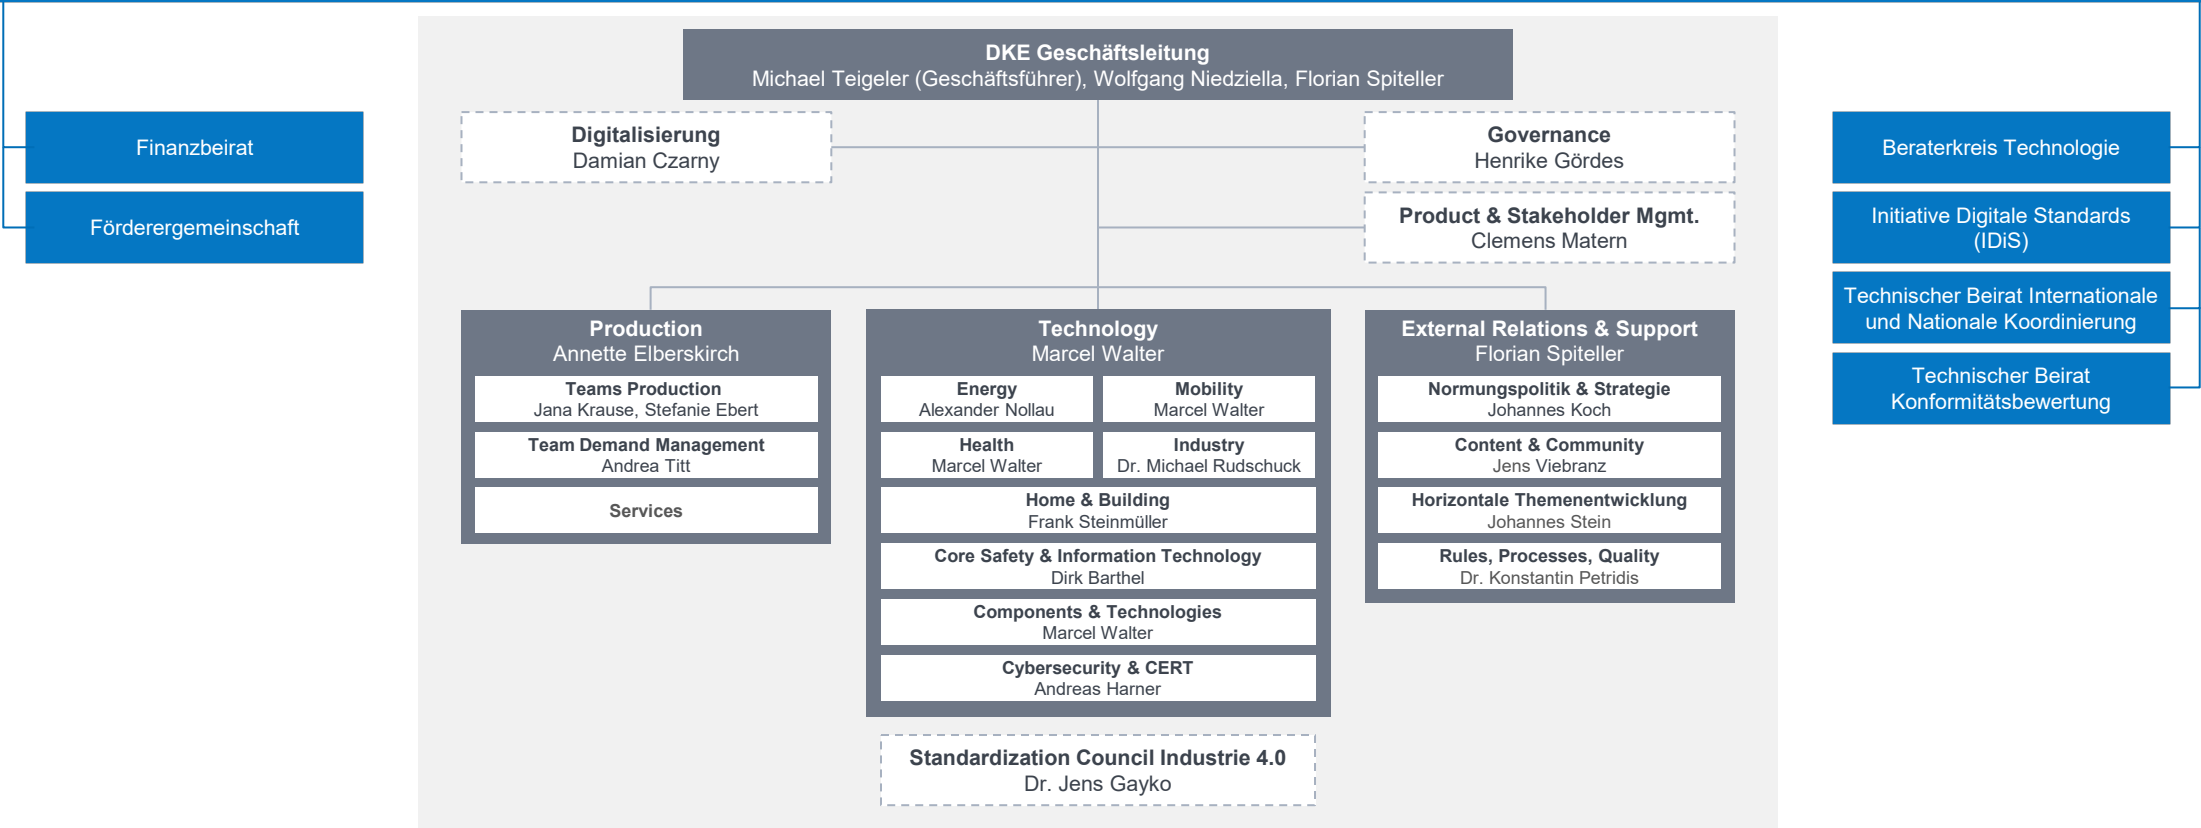 DKE Geschäftsleitung
Michael Teigeler (Geschäftsführer), Wolfgang Niedziella, Florian Spiteller
Finanzbeirat
Förderergemeinschaft
Digitalisierung
Damian Czarny
Governance
Henrike Gördes
Product & Stakeholder Mgmt.
Clemens Matern
Beraterkreis Technologie
Initiative Digitale Standards
(IDiS)
Technischer Beirat Internationale
und Nationale Koordinierung
Technischer Beirat
Konformitätsbewertung
Production
Annette Elberskirch
Teams Production
Jana Krause, Stefanie Ebert
Team Demand Management
Andrea Titt
Services
Technology
Marcel Walter
Energy
Alexander Nollau
Mobility
Marcel Walter
Health
Marcel Walter
Industry
Dr. Michael Rudschuck
Home & Building
Frank Steinmüller
Core Safety & Information Technology
Dirk Barthel
Components & Technologies
Marcel Walter
Cybersecurity & CERT
Andreas Harner
External Relations & Support
Florian Spiteller
Normungspolitik & Strategie
Johannes Koch
Content & Community
Jens Viebranz
Horizontale Themenentwicklung
Johannes Stein
Rules, Processes, Quality
Dr. Konstantin Petridis
Standardization Council Industrie 4.0
Dr. Jens Gayko